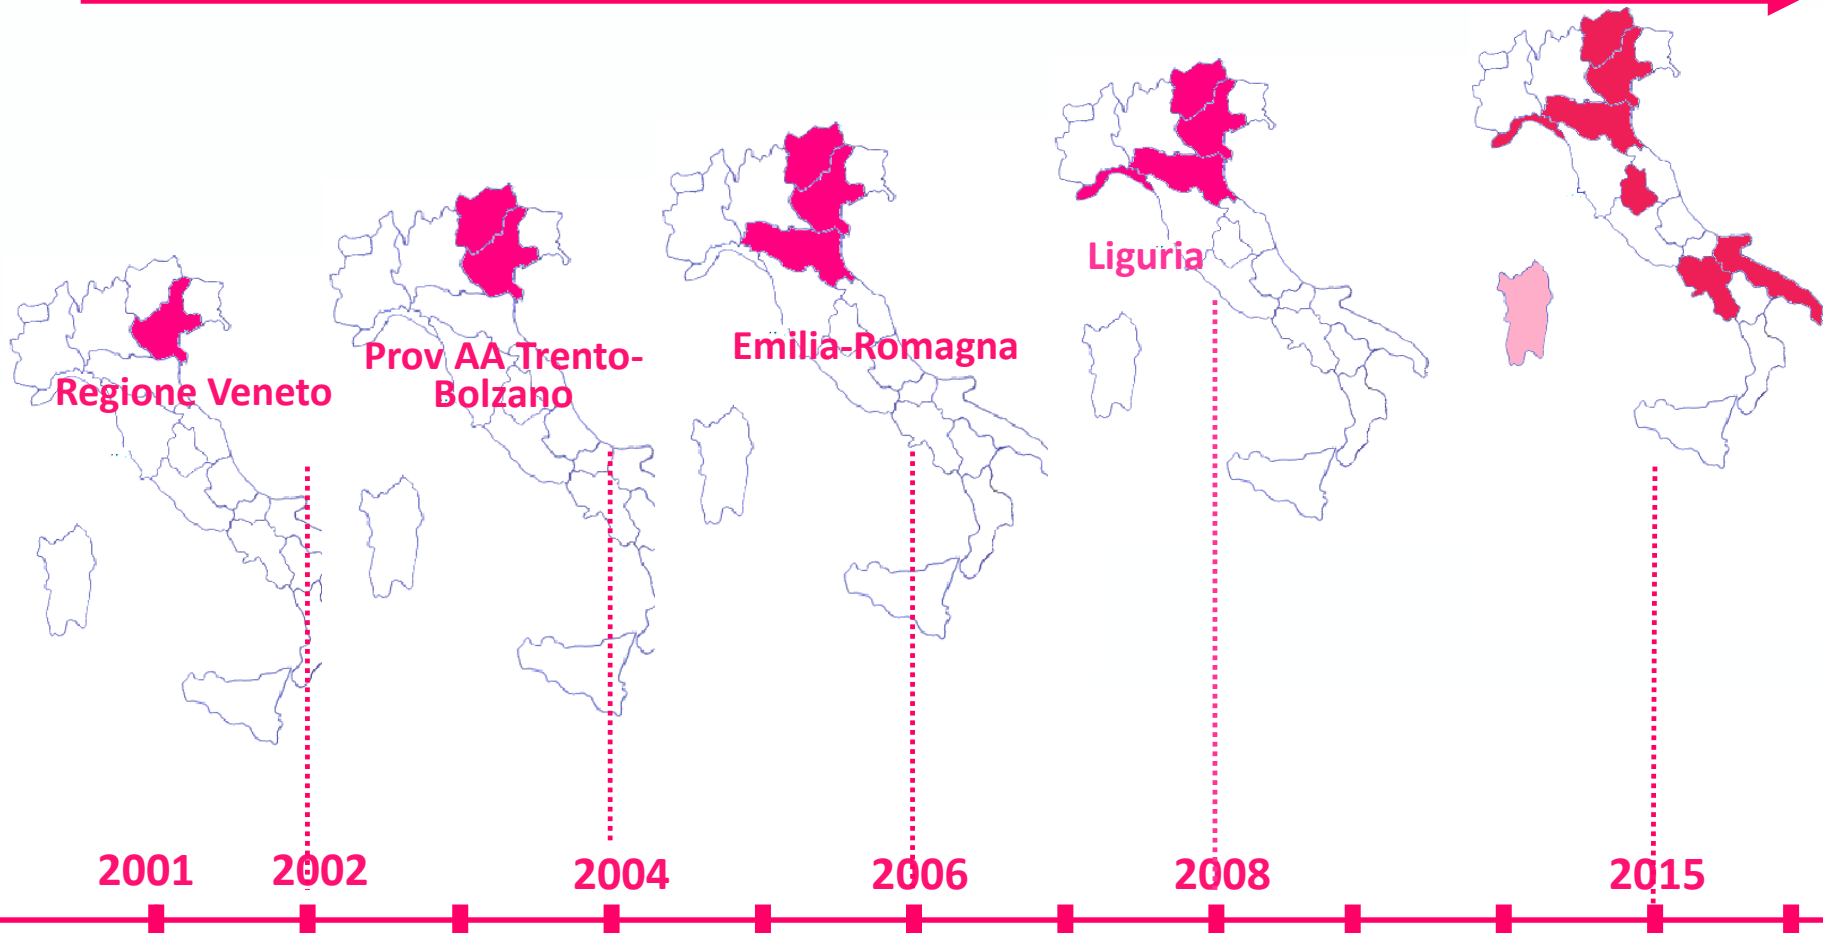 Regione Veneto
Prov AA Trento-
Bolzano
Emilia-Romagna
Liguria
2001
2002
2004
2006
2008
2015